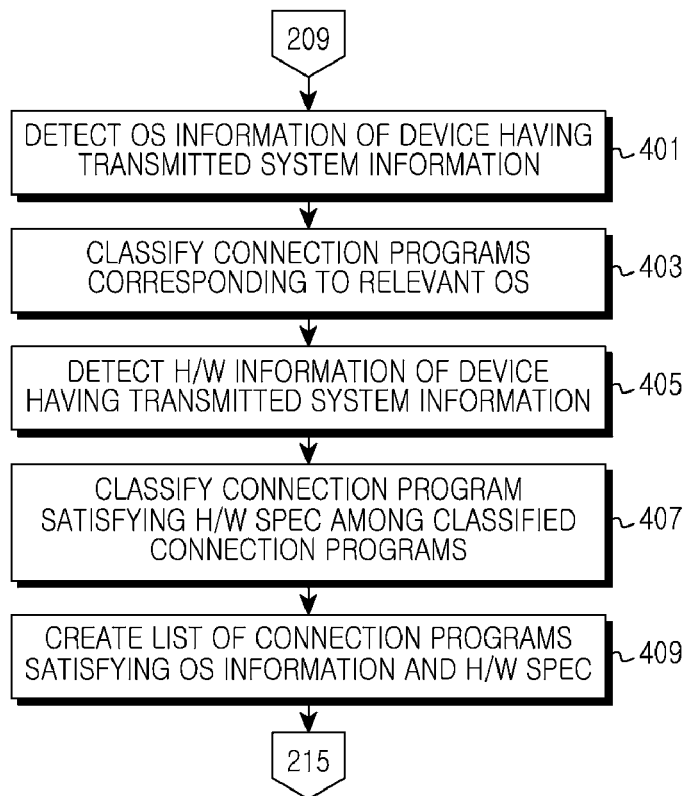 209
DETECT OS INFORMATION OF DEVICE HAVING
TRANSMITTED SYSTEM INFORMATION
401
CLASSIFY CONNECTION PROGRAMS
CORRESPONDING TO RELEVANT OS
403
DETECT H/W INFORMATION OF DEVICE
HAVING TRANSMITTED SYSTEM INFORMATION
405
CLASSIFY CONNECTION PROGRAM
SATISFYING H/W SPEC AMONG CLASSIFIED
CONNECTION PROGRAMS
407
CREATE LIST OF CONNECTION PROGRAMS
SATISFYING OS INFORMATION AND H/W SPEC
409
215